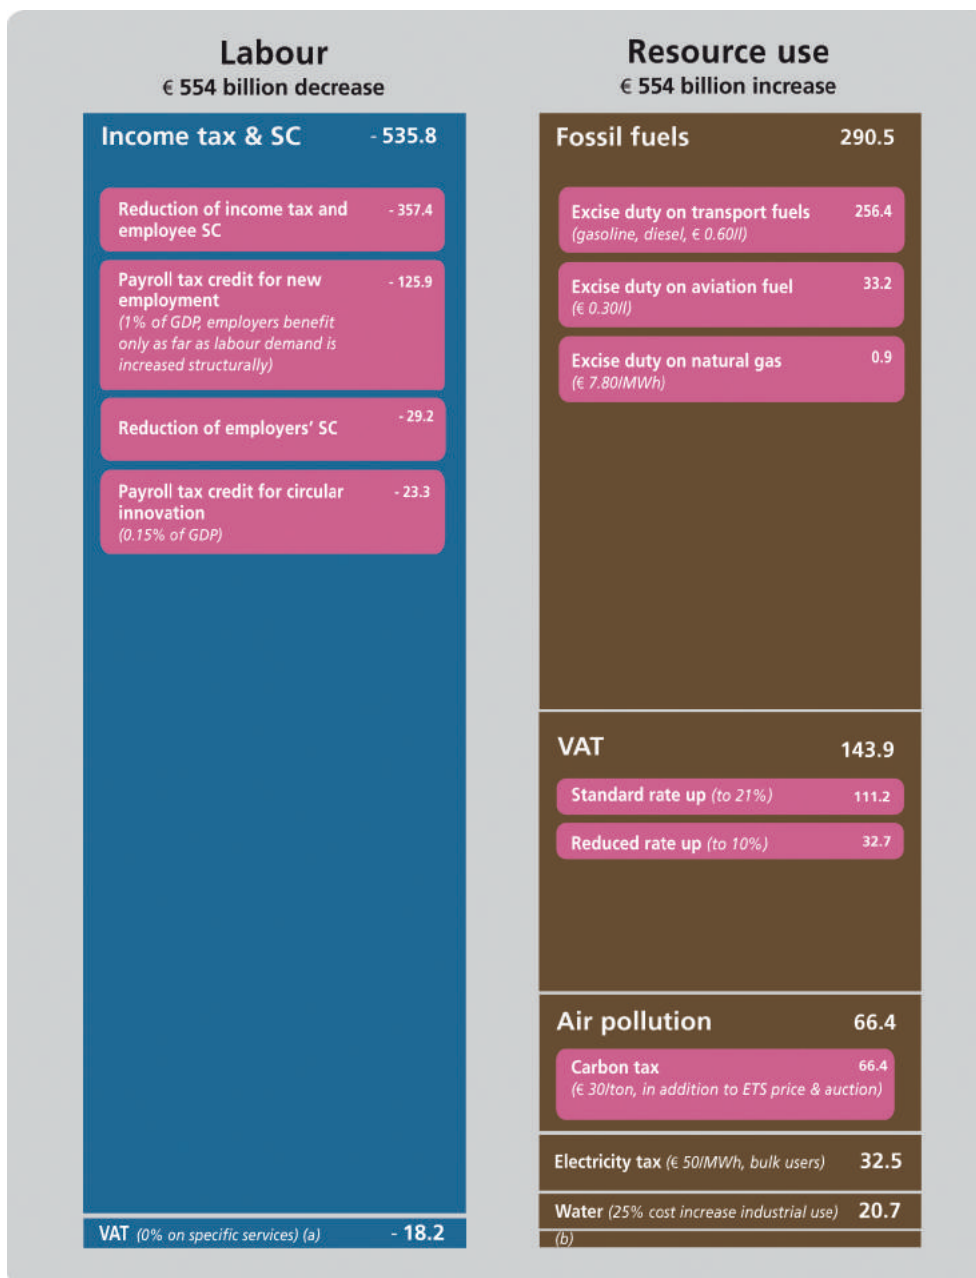 Labour
€ 554 billion decrease
Income tax & SC - 535.8
Reduction of income tax and - 357.4
employee SC
Payroll tax credit for new - 125.9
employment
(1% of GDP, employers benefit
only as far as labour demand is
increased structurally)
Reduction of employers’ SC - 29.2
Payroll tax credit for circular - 23.3
innovation
(0.15% of GDP)
VAT (0% on specific services) (a) - 18.2
Resource use
€ 554 billion increase
Fossil fuels 290.5
Excise duty on transport fuels 256.4
(gasoline, diesel, € 0.60/l)
Excise duty on aviation fuel 33.2
(€ 0.30/l)
Excise duty on natural gas 0.9
(€ 7.80/MWh)
VAT 143.9
Standard rate up (to 21%) 111.2
Reduced rate up (to 10%) 32.7
Air pollution 66.4
Carbon tax 66.4
(€ 30/ton, in addition to ETS price & auction)
Electricity tax (€ 50/MWh, bulk users) 32.5
Water (25% cost increase industrial use) 20.7
(b)